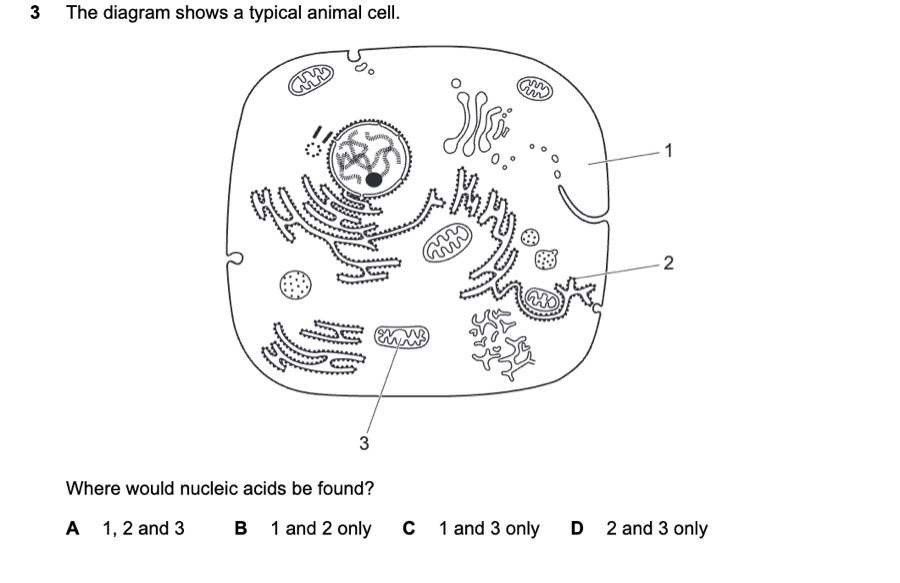 3 The diagram shows a typical animal cell.
1
2
3
Where would nucleic acids be found?
A 1, 2 and 3 B 1 and 2 only C 1 and 3 only D 2 and 3 only